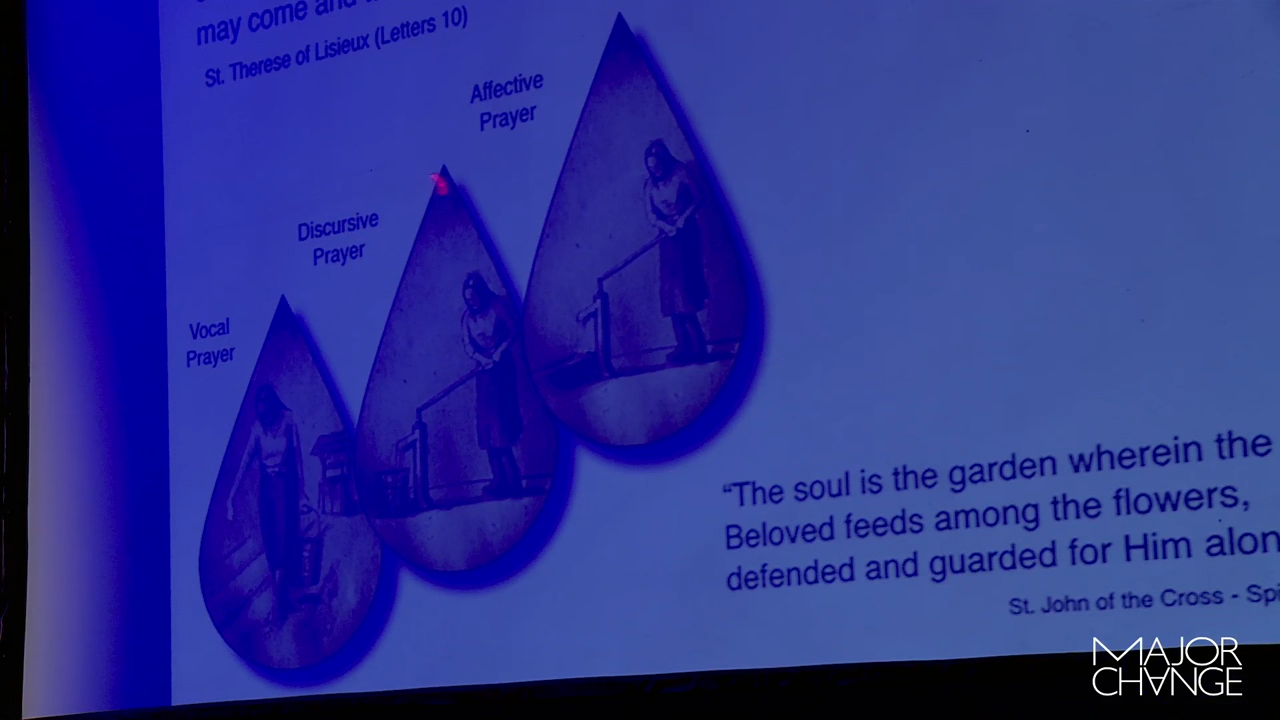 may come and
St. Therese of Lisieux (Letters 10)
Affective
Prayer
Discursive
Prayer
Vocal
Prayer
“The soul is the garden wherein the
Beloved feeds among the flowers,
defended and guarded for Him alon
St. John of the Cross - Spi
MAJOR
CHANGE